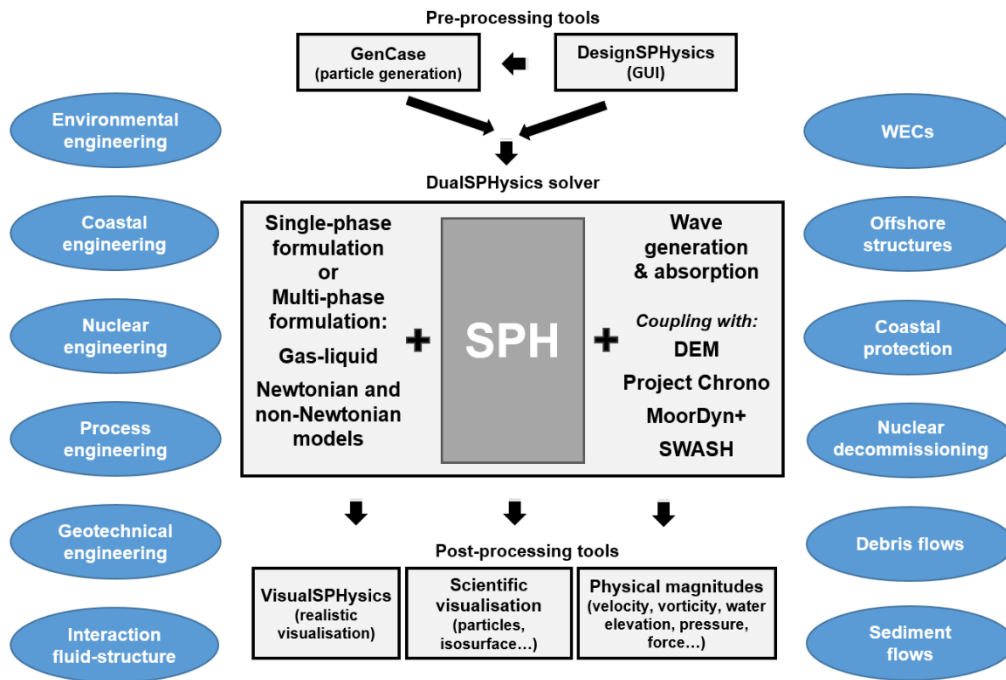 Pre-processing tools
GenCase
(particle generation)
DesignSPHysics
(GUI)
Environmental
engineering
Coastal
engineering
Nuclear
engineering
Process
engineering
Geotechnical
engineering
Interaction
fluid-structure
DualSPHysics solver
Single-phase
formulation
or
Multi-phase
formulation:
Gas-liquid
Newtonian and
non-Newtonian
models
+
SPH
+
Wave
generation
& absorption
Coupling with:
DEM
Project Chrono
MoorDyn+
SWASH
WECs
Offshore
structures
Coastal
protection
Nuclear
decommissioning
Debris flows
Sediment
flows
Post-processing tools
VisualSPHysics
(realistic
visualisation)
Scientific
visualisation
(particles,
isosurface…)
Physical magnitudes
(velocity, vorticity, water
elevation, pressure,
force…)